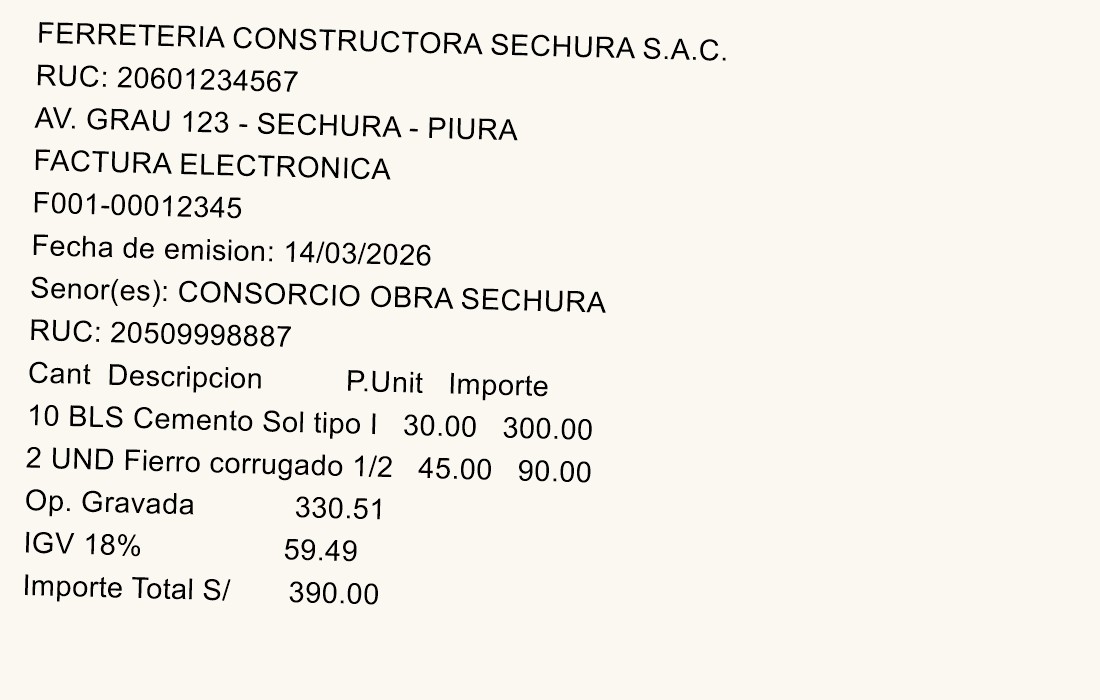 FERRETERIA CONSTRUCTORA SECHURA S.A.C.
RUC: 20601234567
AV. GRAU 123 - SECHURA - PIURA
FACTURA ELECTRONICA
F001-00012345
Fecha de emision: 14/03/2026
Senor(es): CONSORCIO OBRA SECHURA
RUC: 20509998887
Cant  Descripcion          P.Unit   Importe
10 BLS Cemento Sol tipo I   30.00   300.00
2 UND Fierro corrugado 1/2   45.00   90.00
Op. Gravada            330.51
IGV 18%                 59.49
Importe Total S/       390.00